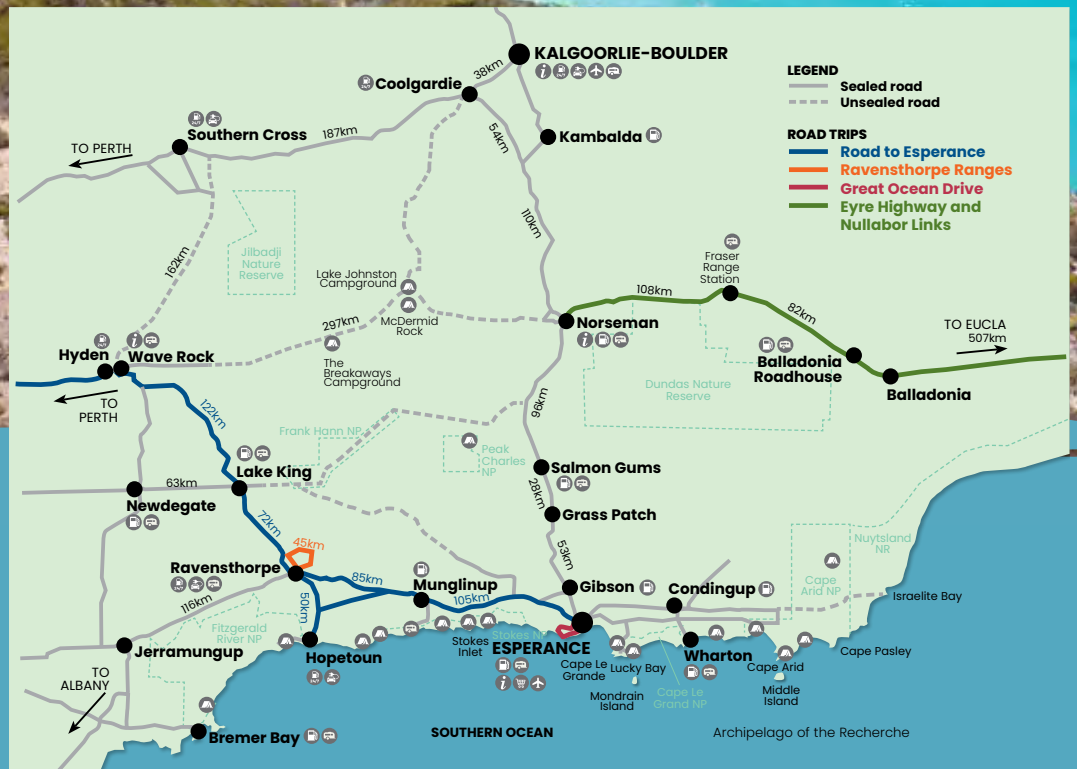 KALGOORLIE-BOULDER
38km
Coolgardie
LEGEND
Sealed road
Unsealed road
Southern Cross
187km
54km
Kambalda
TO PERTH
ROAD TRIPS
Road to Esperance
Ravensthorpe Ranges
Great Ocean Drive
Eyre Highway and
Nullabor Links
110km
162km
Jilbadji
Nature
Reserve
Fraser
Range
Station
Lake Johnston
Campground
108km
82km
McDermid
Rock
297km
Norseman
TO EUCLA
507km
Hyden
Wave Rock
The
Breakaways
Campground
Balladonia
Roadhouse
Dundas Nature
Reserve
Balladonia
TO
PERTH
122km
96km
Frank Hann NP
Peak
Charles
NP
Lake King
Salmon Gums
63km
28km
Newdegate
Grass Patch
72km
45km
53km
Nuytsland
NR
Ravensthorpe
85km
Munglinup
Gibson
Condingup
Cape
Arid NP
116km
50km
105km
Israelite Bay
Fitzgerald
River NP
Stokes NP
Stokes
Inlet
ESPERANCE
Jerramungup
Hopetoun
Wharton
Cape Pasley
Cape Le
Grande
Lucky Bay
Cape Arid
TO
ALBANY
Mondrain
Island
Cape Le
Grand NP
Middle
Island
Bremer Bay
SOUTHERN OCEAN
Archipelago of the Recherche